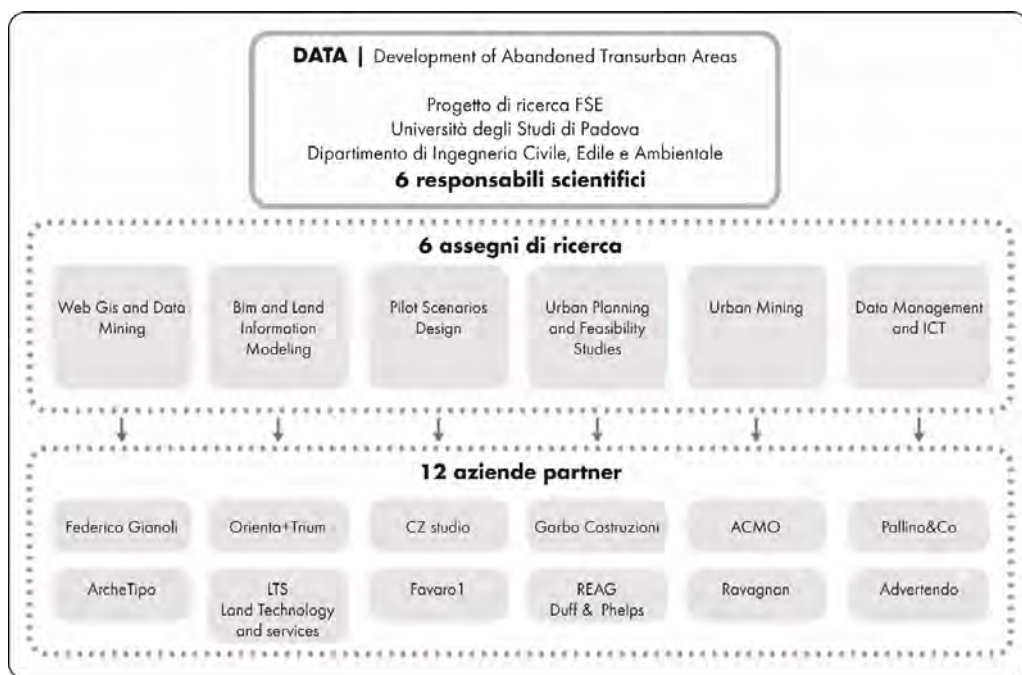 DATA | Development of Abandoned Transurban Areas
Progetto di ricerca FSE
Università degli Studi di Padova
Dipartimento di Ingegneria Civile, Edile e Ambientale
6 responsabili scientifici
6 assegni di ricerca
Web Gis and Data
Mining
Bim and Land
Information
Modeling
Pilot Scenarios
Design
Urban Planning
and Feasibility
Studies
Urban Mining
Data Management
and ICT
12 aziende partner
Federico Gianoli
Orienta+Trium
CZ studio
Garbo Costruzioni
ACMO
Pallino&Co.
ArcheTipo
LTS
Land Technology
and services
Favaro1
REAG
Duff & Phelps
Ravagnan
Advertendo